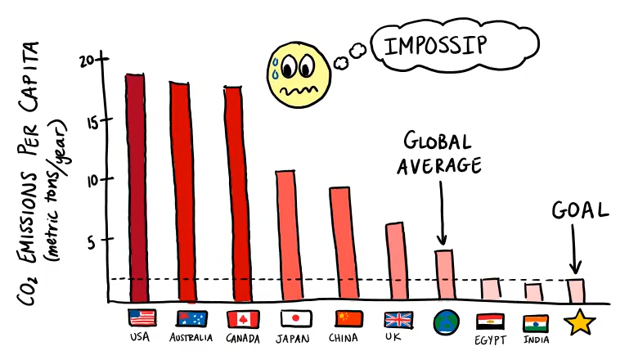 IMPOSSIP
CO2 EMISSIONS PER CAPITA
(metric tons/year)
20
15
10
5
GLOBAL
AVERAGE
GOAL
USA
AUSTRALIA
CANADA
JAPAN
CHINA
UK
EGYPT
INDIA